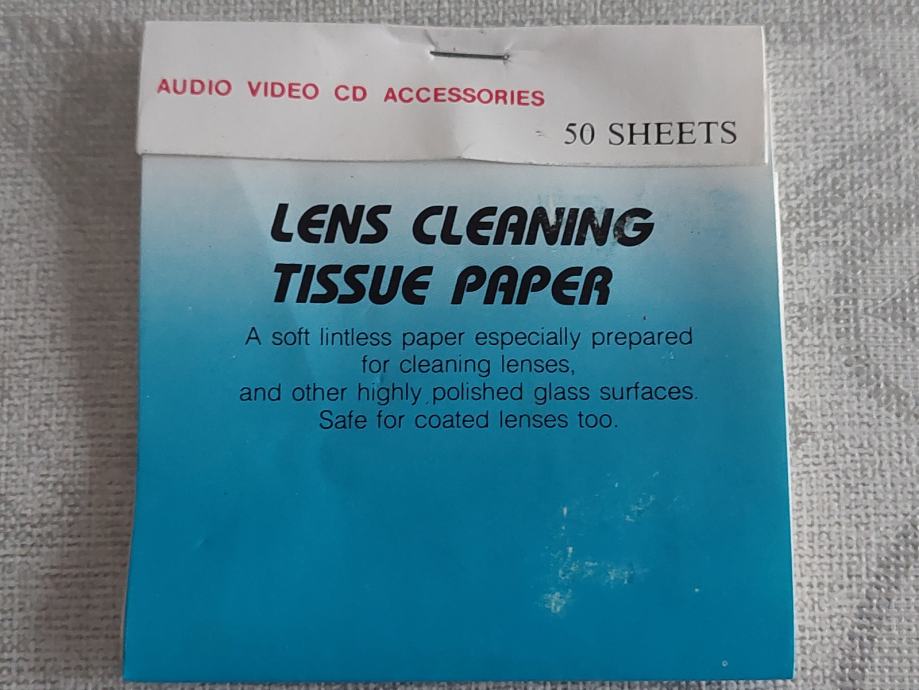 AUDIO VIDEO CD ACCESSORIES
50 SHEETS
LENS CLEANING
TISSUE PAPER
A soft lintless paper especially prepared
for cleaning lenses,
and other highly polished glass surfaces.
Safe for coated lenses too.